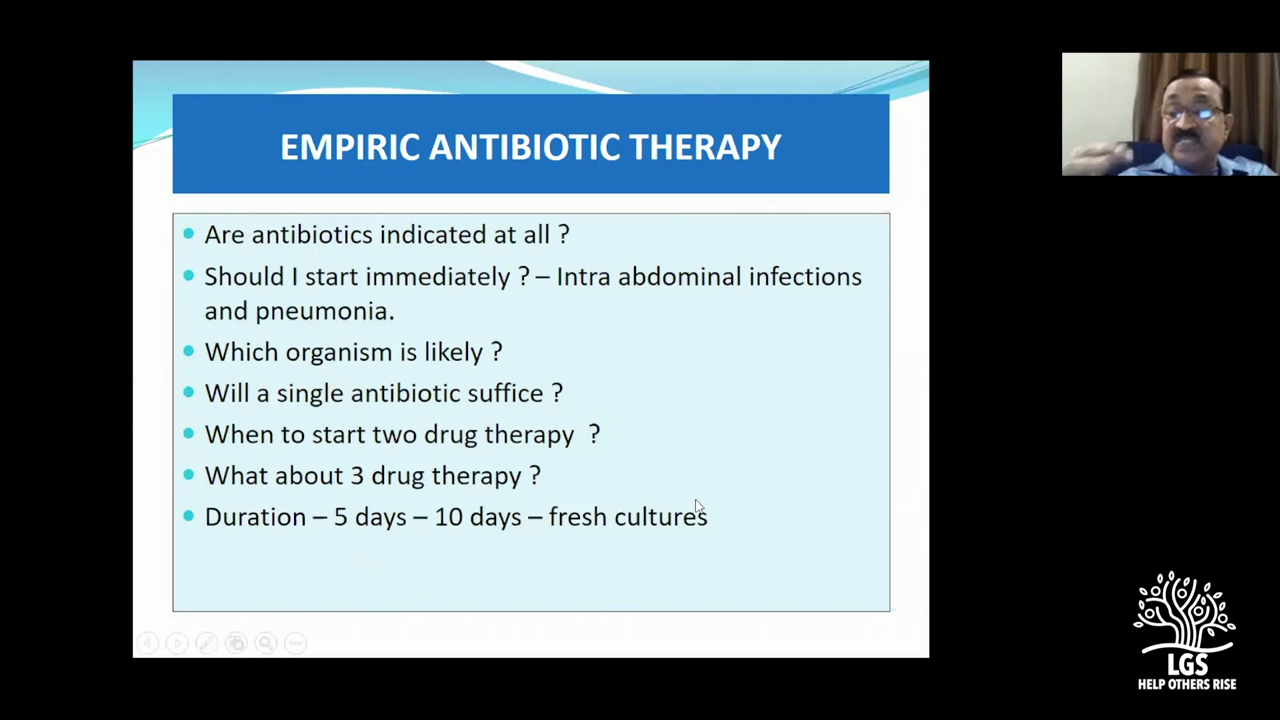 EMPIRIC ANTIBIOTIC THERAPY
Are antibiotics indicated at all ?
Should I start immediately ? – Intra abdominal infections
and pneumonia.
Which organism is likely ?
Will a single antibiotic suffice ?
When to start two drug therapy  ?
What about 3 drug therapy ?
Duration – 5 days – 10 days – fresh cultures
LGS
HELP OTHERS RISE